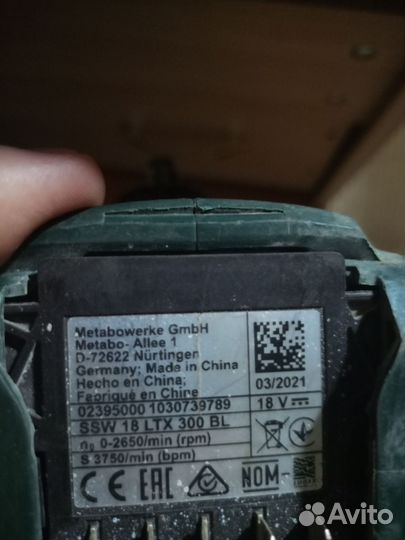 Metabowerke GmbH
Metabo- Allee 1
D-72622 Nürtingen
Germany; Made in China
Hecho en China;
Fabriqué en Chine
03/2021
02395000 1030739789
18 V
SSW 18 LTX 300 BL
n₀ 0-2650/min (rpm)
S 3750/min (bpm)
CE EAC NOM
Avito